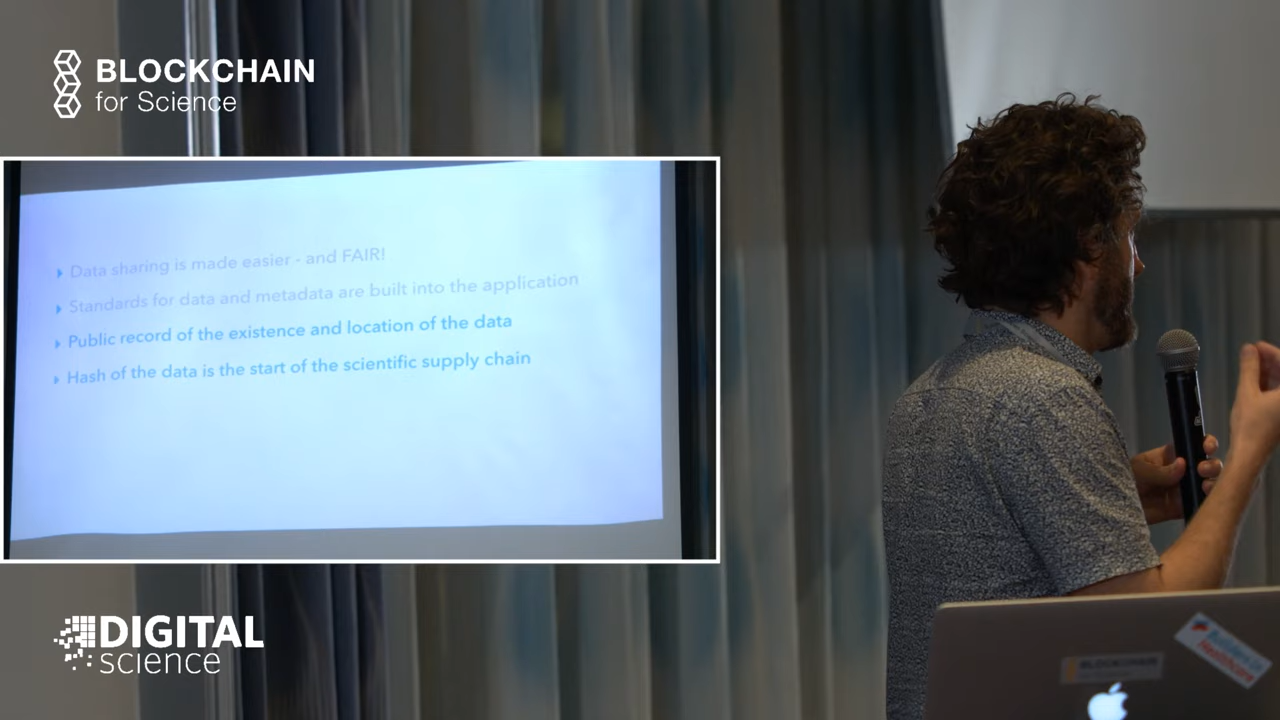 BLOCKCHAIN
for Science
Data sharing is made easier - and FAIR!
Standards for data and metadata are built into the application
Public record of the existence and location of the data
Hash of the data is the start of the scientific supply chain
DIGITAL
science
BLOCKCHAIN